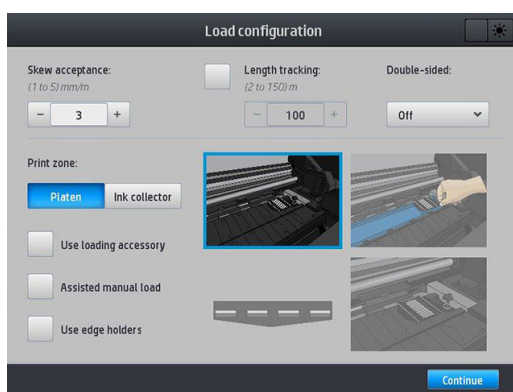 Load configuration
Skew acceptance:
(1 to 5) mm/m
− 3 +
Length tracking:
(2 to 150) m
− 100 +
Double-sided:
Off
Print zone:
Platen Ink collector
Use loading accessory
Assisted manual load
Use edge holders
Continue